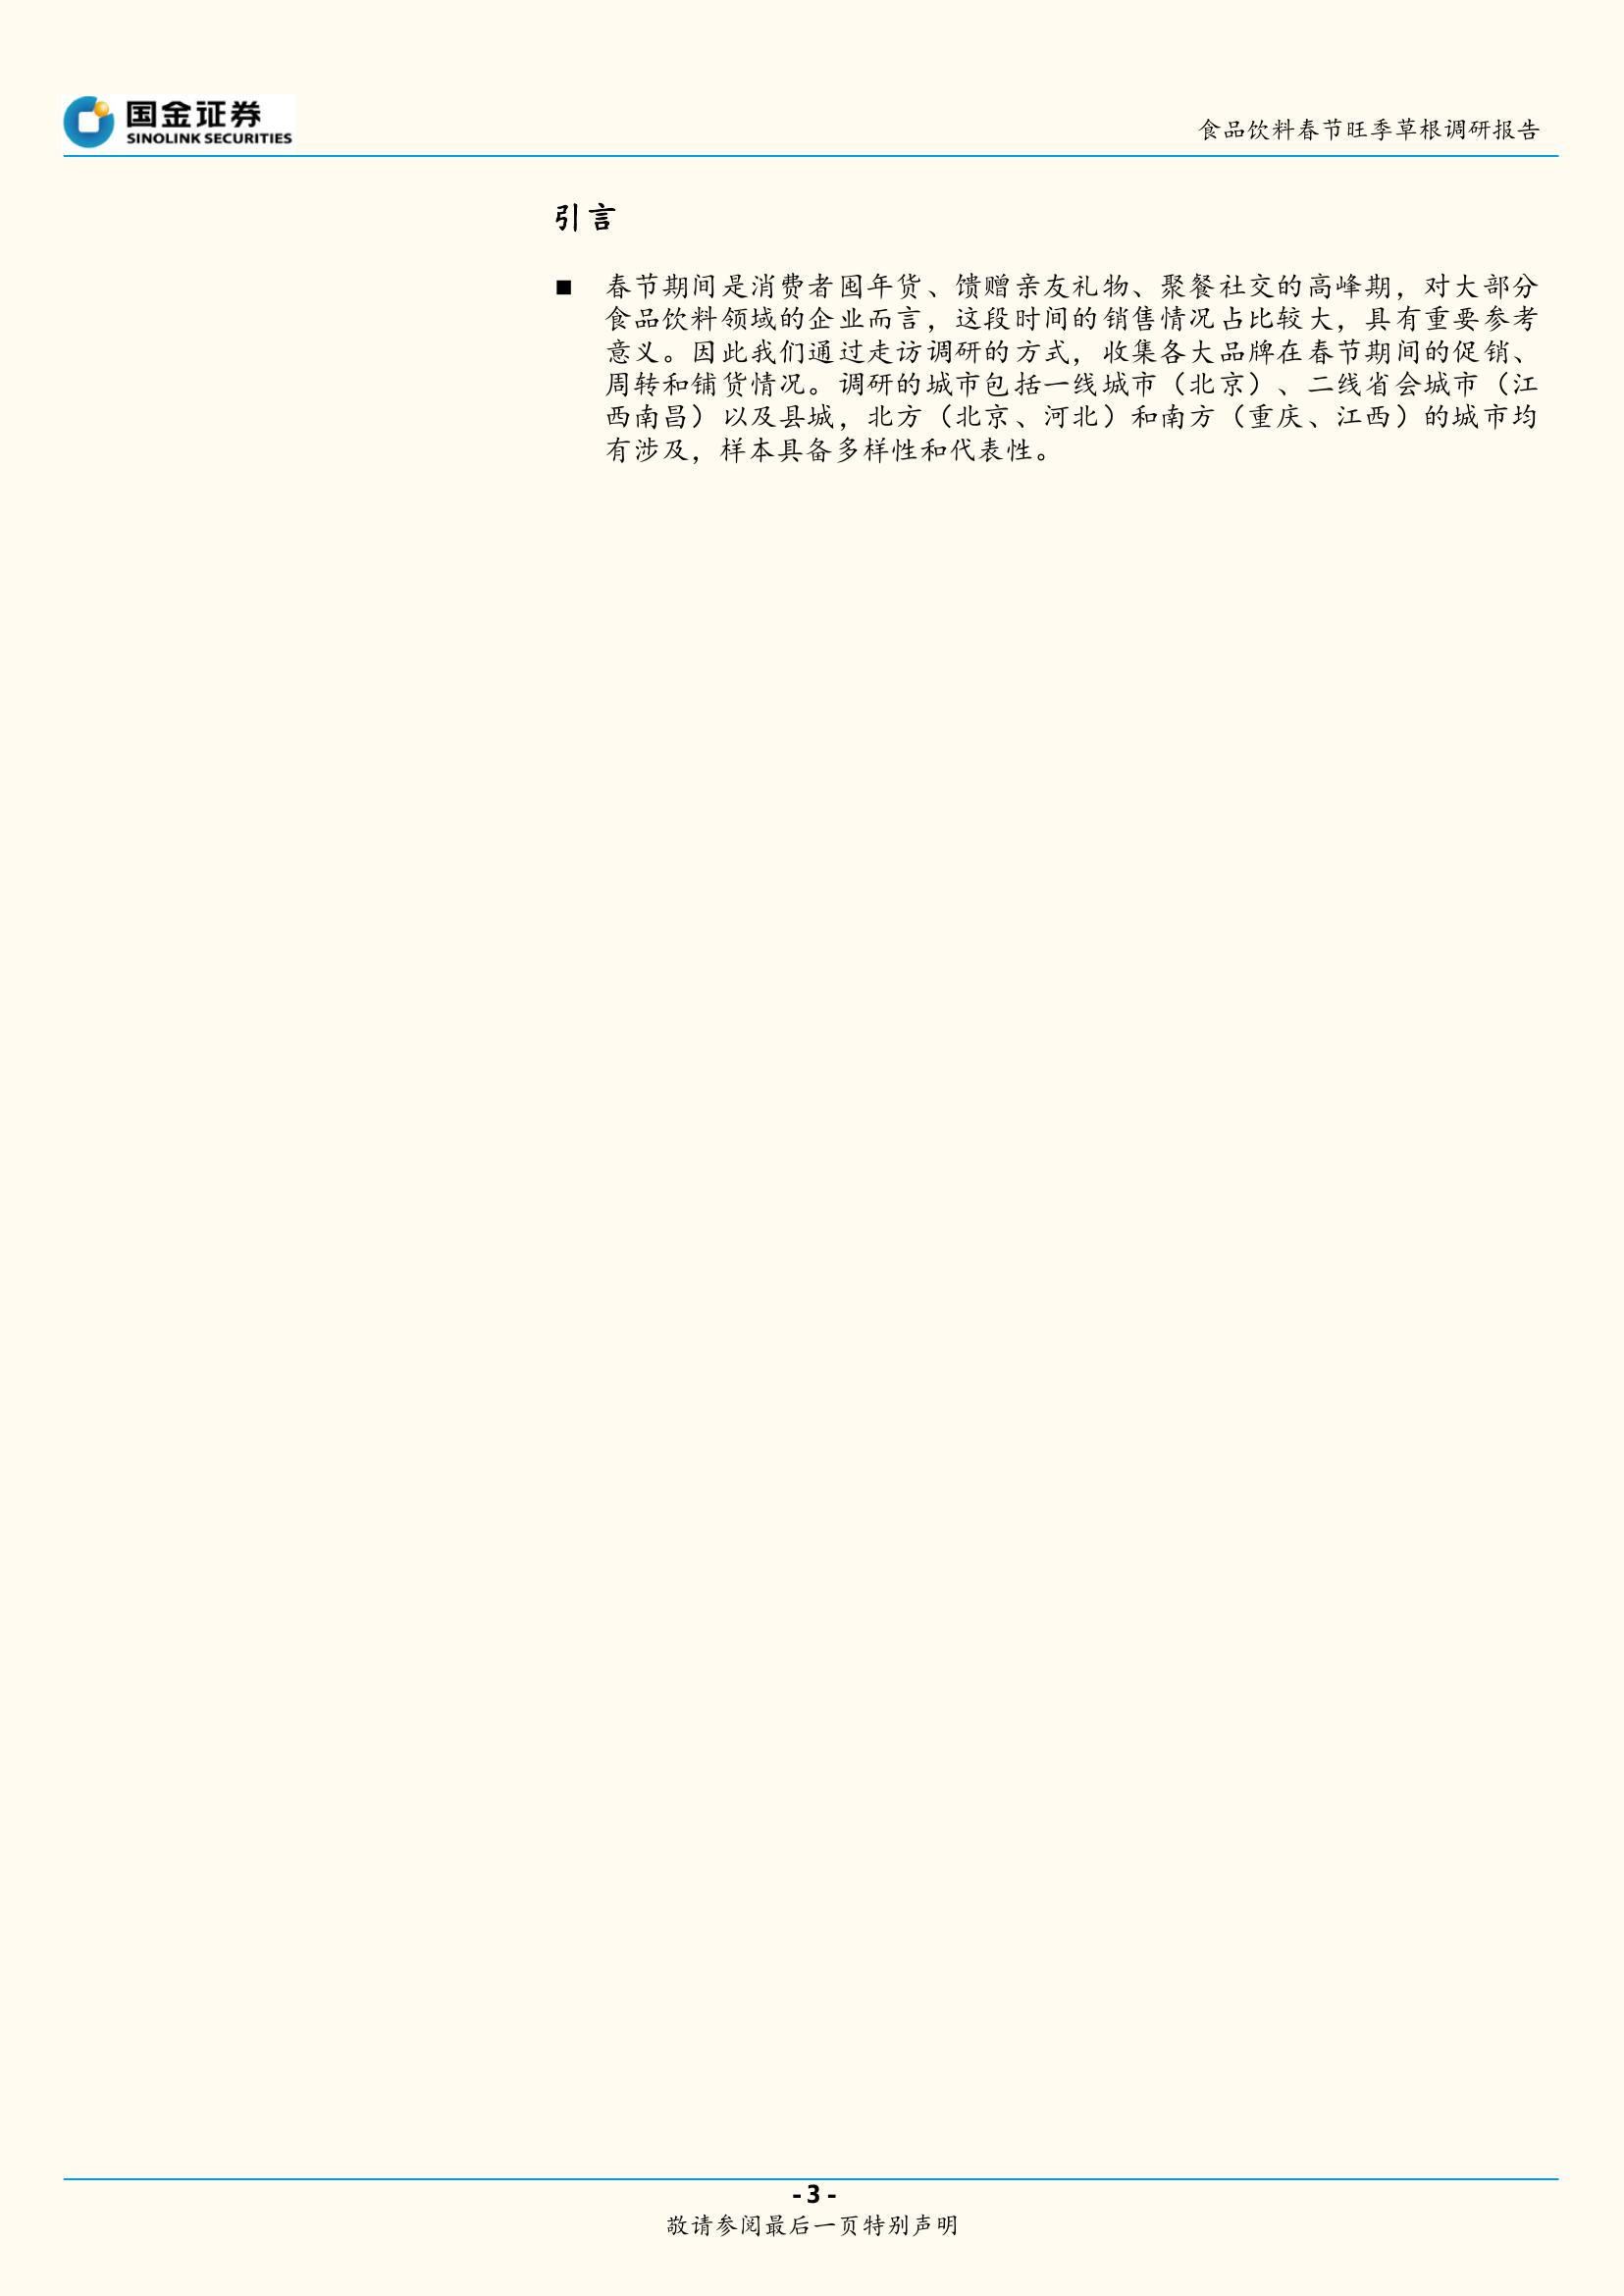 国金证券
SINOLINK SECURITIES
食品饮料春节旺季草根调研报告
引言
■ 春节期间是消费者囤年货、馈赠亲友礼物、聚餐社交的高峰期，对大部分
食品饮料领域的企业而言，这段时间的销售情况占比较大，具有重要参考
意义。因此我们通过走访调研的方式，收集各大品牌在春节期间的促销、
周转和铺货情况。调研的城市包括一线城市（北京）、二线省会城市（江
西南昌）以及县城，北方（北京、河北）和南方（重庆、江西）的城市均
有涉及，样本具备多样性和代表性。
- 3 -
敬请参阅最后一页特别声明